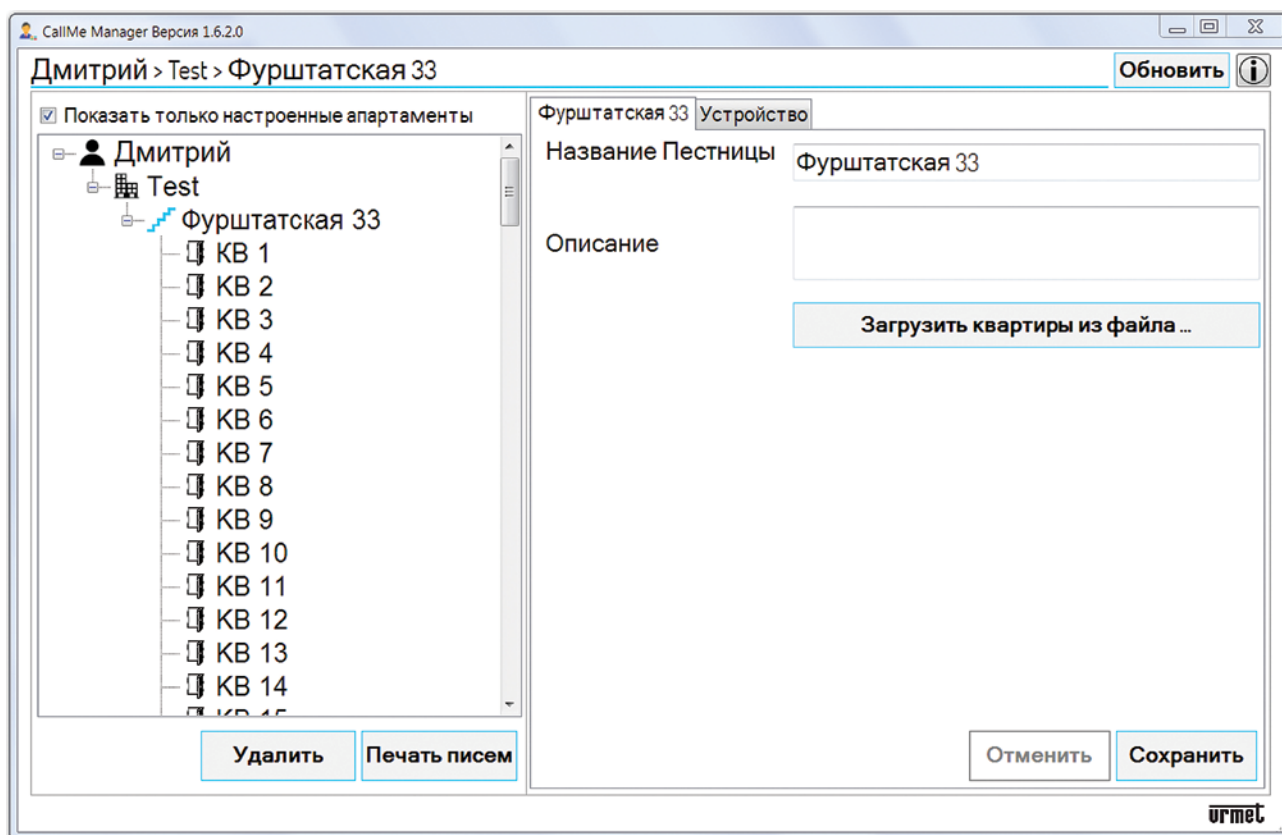 CallMe Manager Версия 1.6.2.0
Дмитрий > Test > Фурштатская 33
Обновить
Показать только настроенные апартаменты
Дмитрий
Test
Фурштатская 33
КВ 1
КВ 2
КВ 3
КВ 4
КВ 5
КВ 6
КВ 7
КВ 8
КВ 9
КВ 10
КВ 11
КВ 12
КВ 13
КВ 14
Удалить
Печать писем
Фурштатская 33
Устройство
Название Пестницы
Фурштатская 33
Описание
Загрузить квартиры из файла ...
Отменить
Сохранить
urmet